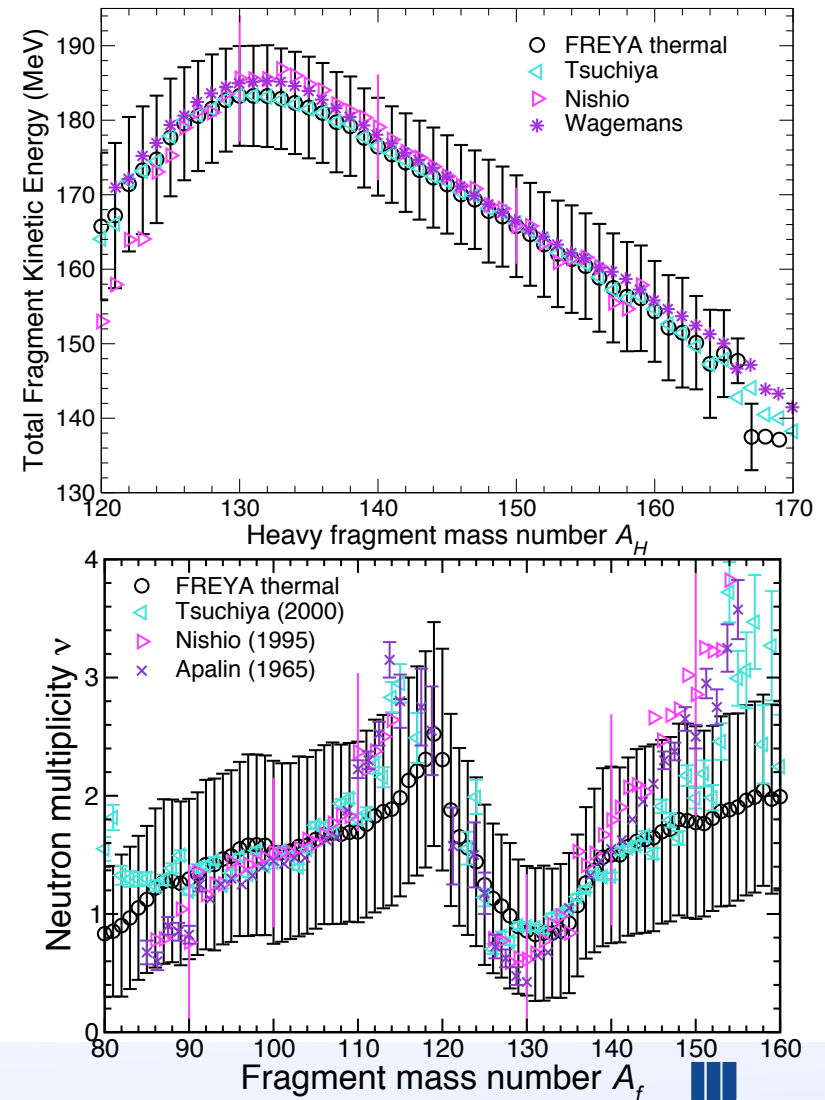 Total Fragment Kinetic Energy (MeV)
190
180
170
160
150
140
130
FREYA thermal
Tsuchiya
Nishio
Wagemans
120 130 140 150 160 170
Heavy fragment mass number A_H
Neutron multiplicity ν
4
3
2
1
0
FREYA thermal
Tsuchiya (2000)
Nishio (1995)
Apalin (1965)
80 90 100 110 120 130 140 150 160
Fragment mass number A_f